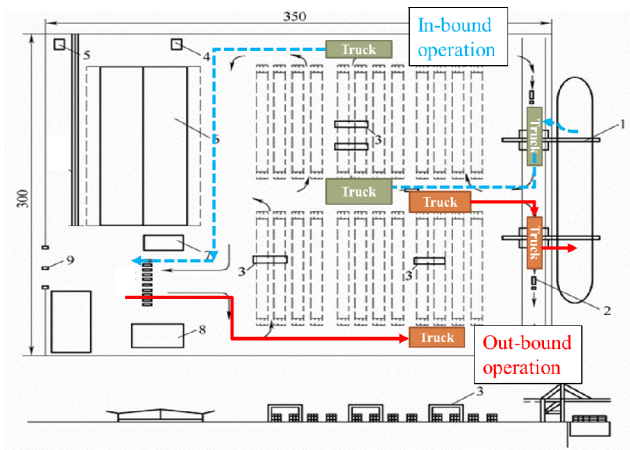 350
In-bound
operation
Truck
5
4
1
Truck
6
3
300
Truck
Truck
Truck
7
9
3
3
2
8
Truck
Out-bound
operation
3